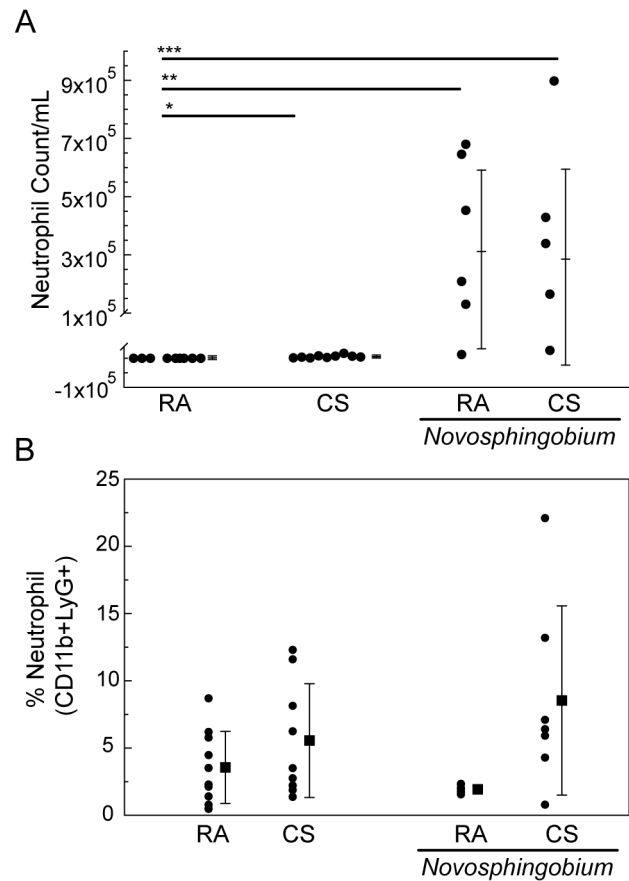 A
Neutrophil Count/mL
9x10⁵
7x10⁵
5x10⁵
3x10⁵
1x10⁵
-1x10⁵
***
**
*
RA CS RA CS
Novosphingobium
B
% Neutrophil
(CD11b+LyG+)
25
20
15
10
5
0
RA CS RA CS
Novosphingobium